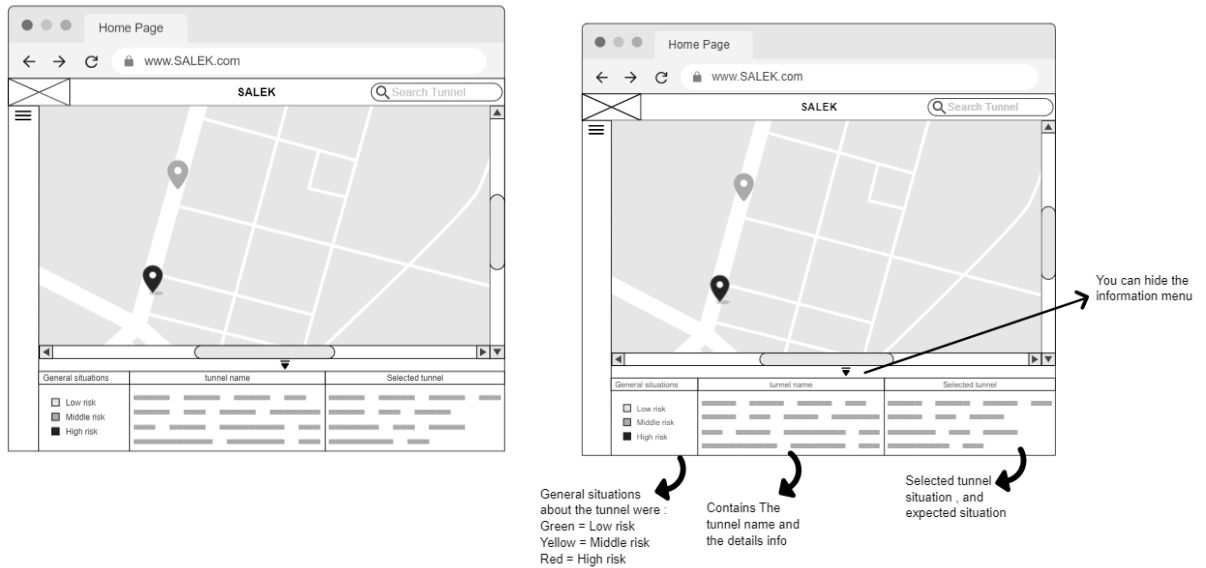 Home Page
www.SALEK.com
SALEK
Search Tunnel
General situations
tunnel name
Selected tunnel
Low risk
Middle risk
High risk
Home Page
www.SALEK.com
SALEK
Search Tunnel
General situations
tunnel name
Selected tunnel
Low risk
Middle risk
High risk
You can hide the
information menu
General situations
about the tunnel were :
Green = Low risk
Yellow = Middle risk
Red = High risk
Contains The
tunnel name and
the details info
Selected tunnel
situation , and
expected situation